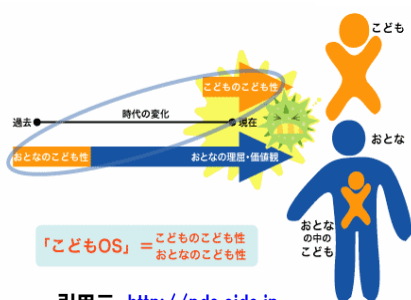 こども
こどものこども性
時代の変化
過去
現在
おとな
おとなのこども性
おとなの理屈・価値観
おとな
の中の
こども
「こどもOS」＝こどものこども性
おとなのこども性